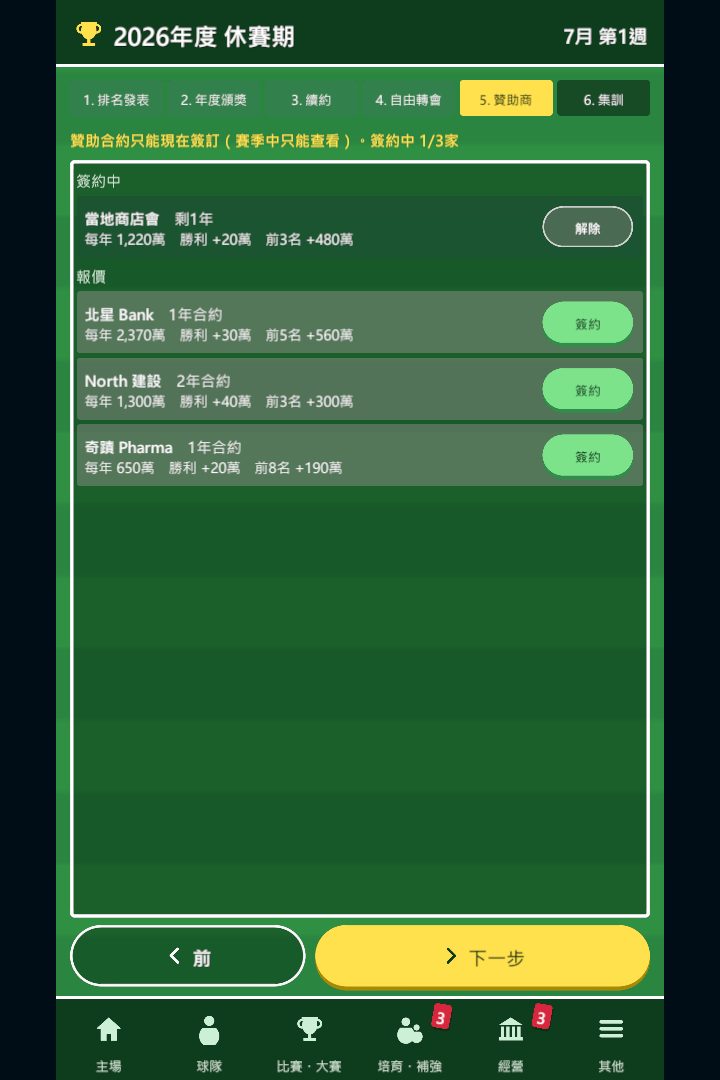 2026年度 休賽期
7月 第1週
1. 排名發表
2. 年度頒獎
3. 續約
4. 自由轉會
5. 贊助商
6. 集訓
贊助合約只能現在簽訂（賽季中只能查看）。簽約中 1/3家
簽約中
當地商店會 剩1年
每年 1,220萬 勝利 +20萬 前3名 +480萬
解除
報價
北星 Bank 1年合約
每年 2,370萬 勝利 +30萬 前5名 +560萬
簽約
North 建設 2年合約
每年 1,300萬 勝利 +40萬 前3名 +300萬
簽約
奇蹟 Pharma 1年合約
每年 650萬 勝利 +20萬 前8名 +190萬
簽約
前
下一步
3
3
主場
球隊
比賽・大賽
培育・補強
經營
其他